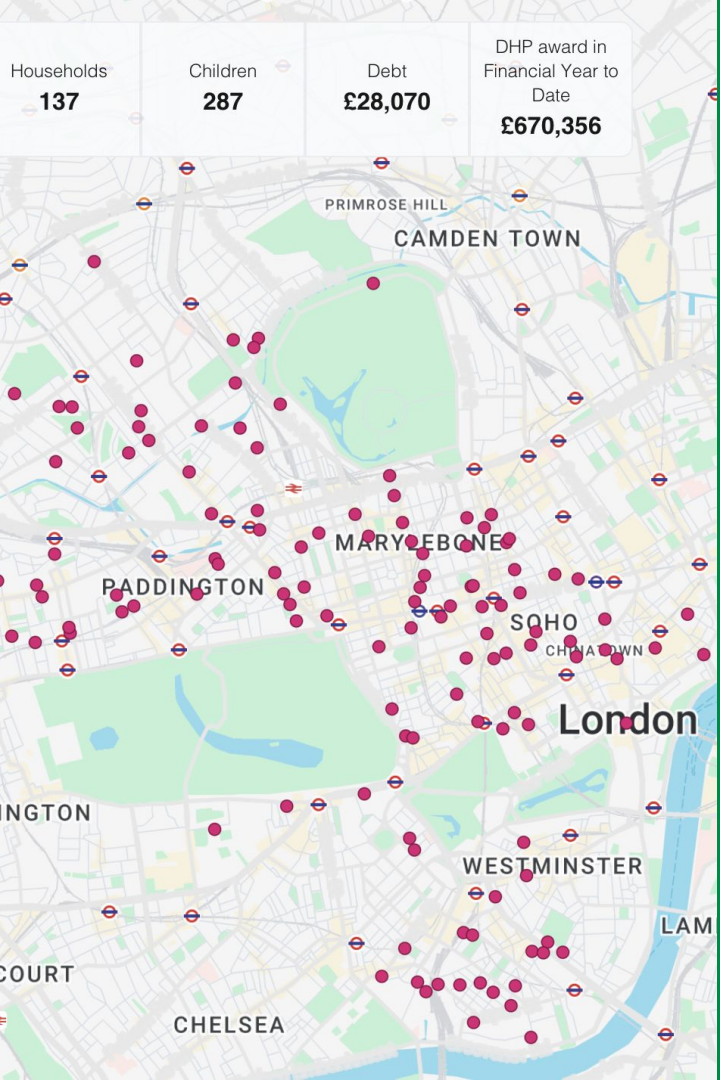 Households
137
Children
287
Debt
£28,070
DHP award in
Financial Year to
Date
£670,356
PRIMROSE HILL
CAMDEN TOWN
MARYLEBONE
PADDINGTON
SOHO
CHINATOWN
London
INGTON
WESTMINSTER
LAM
COURT
CHELSEA